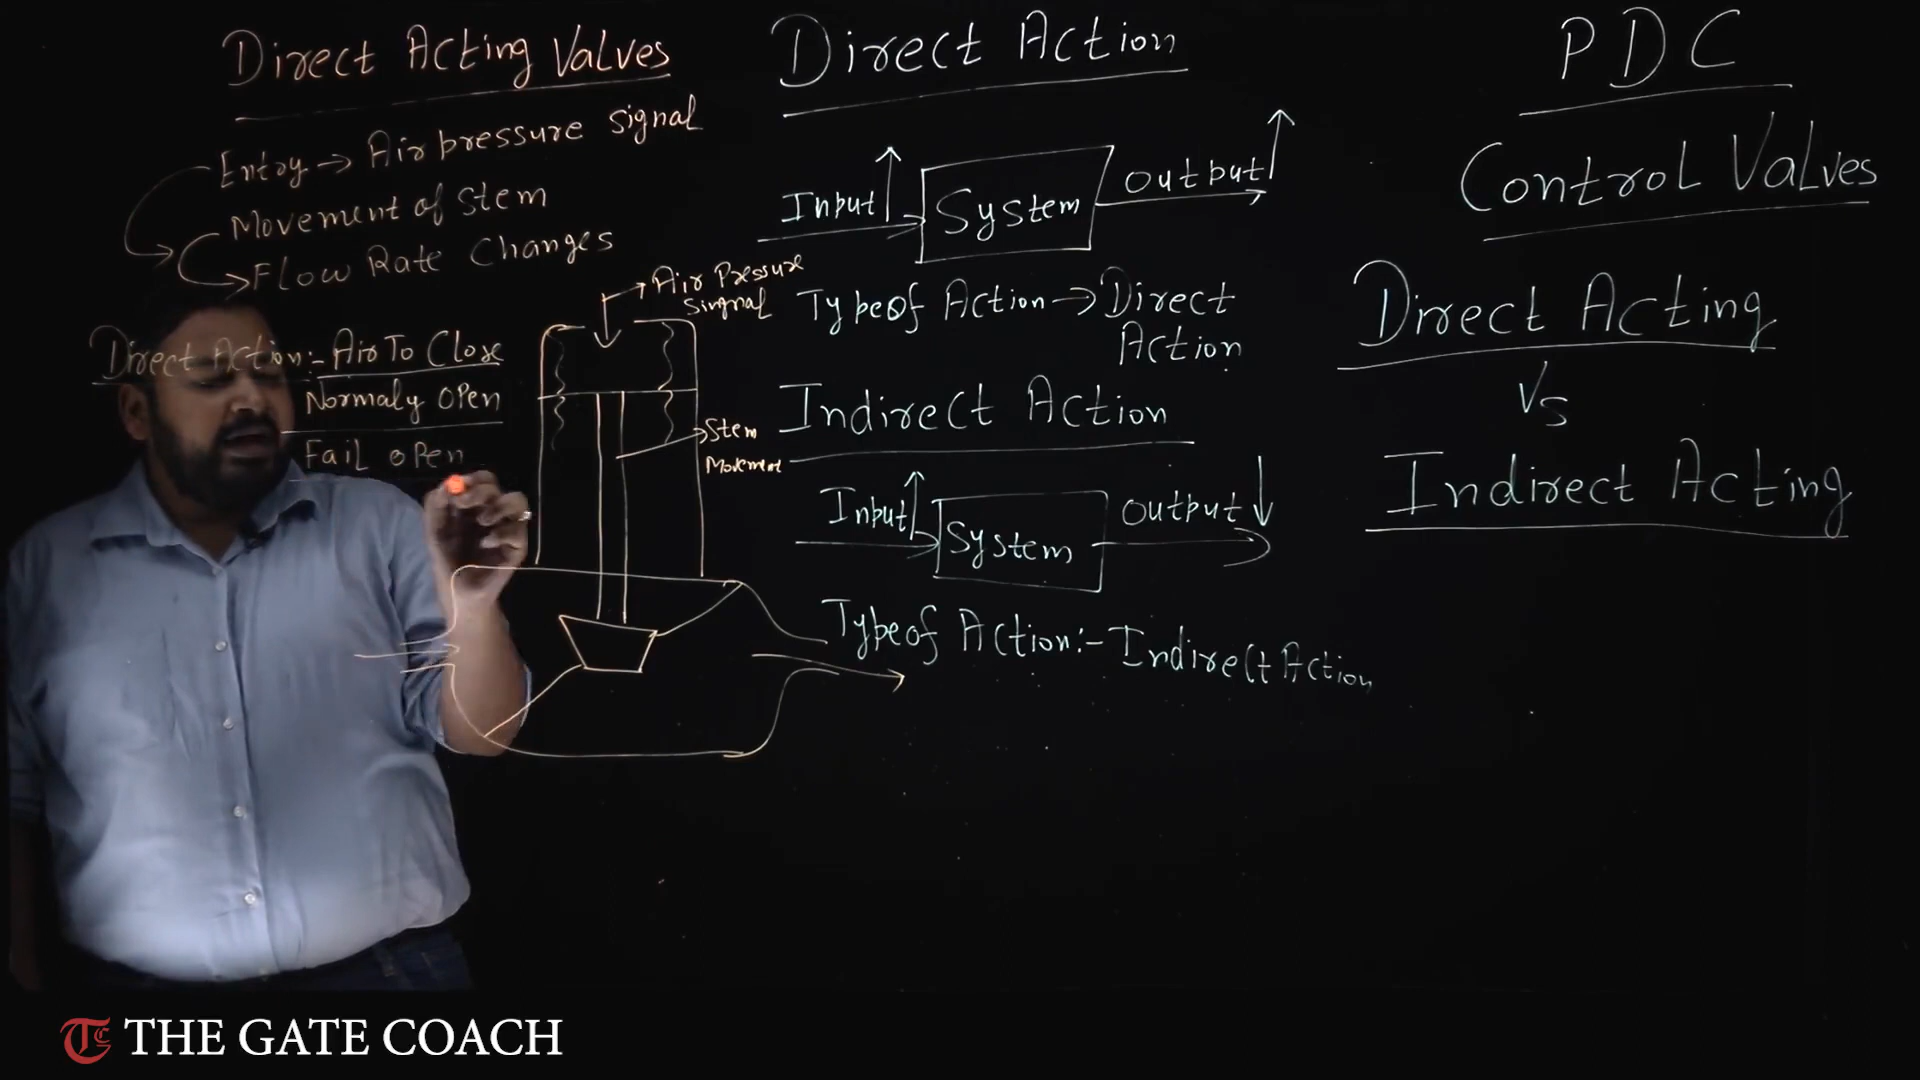 Direct Acting Valves
Entry → Air pressure signal
Movement of stem
Flow Rate Changes
Direct Action:- Air To Close
Normaly Open
Fail open
Air Pressure
Singnal
Stem
Movement
Direct Action
Input ↑
System
Output ↑
Type of Action → Direct
Action
Indirect Action
Input ↑
System
Output ↓
Type of Action:- Indirect Action
PDC
Control Valves
Direct Acting
Vs
Indirect Acting
TC THE GATE COACH